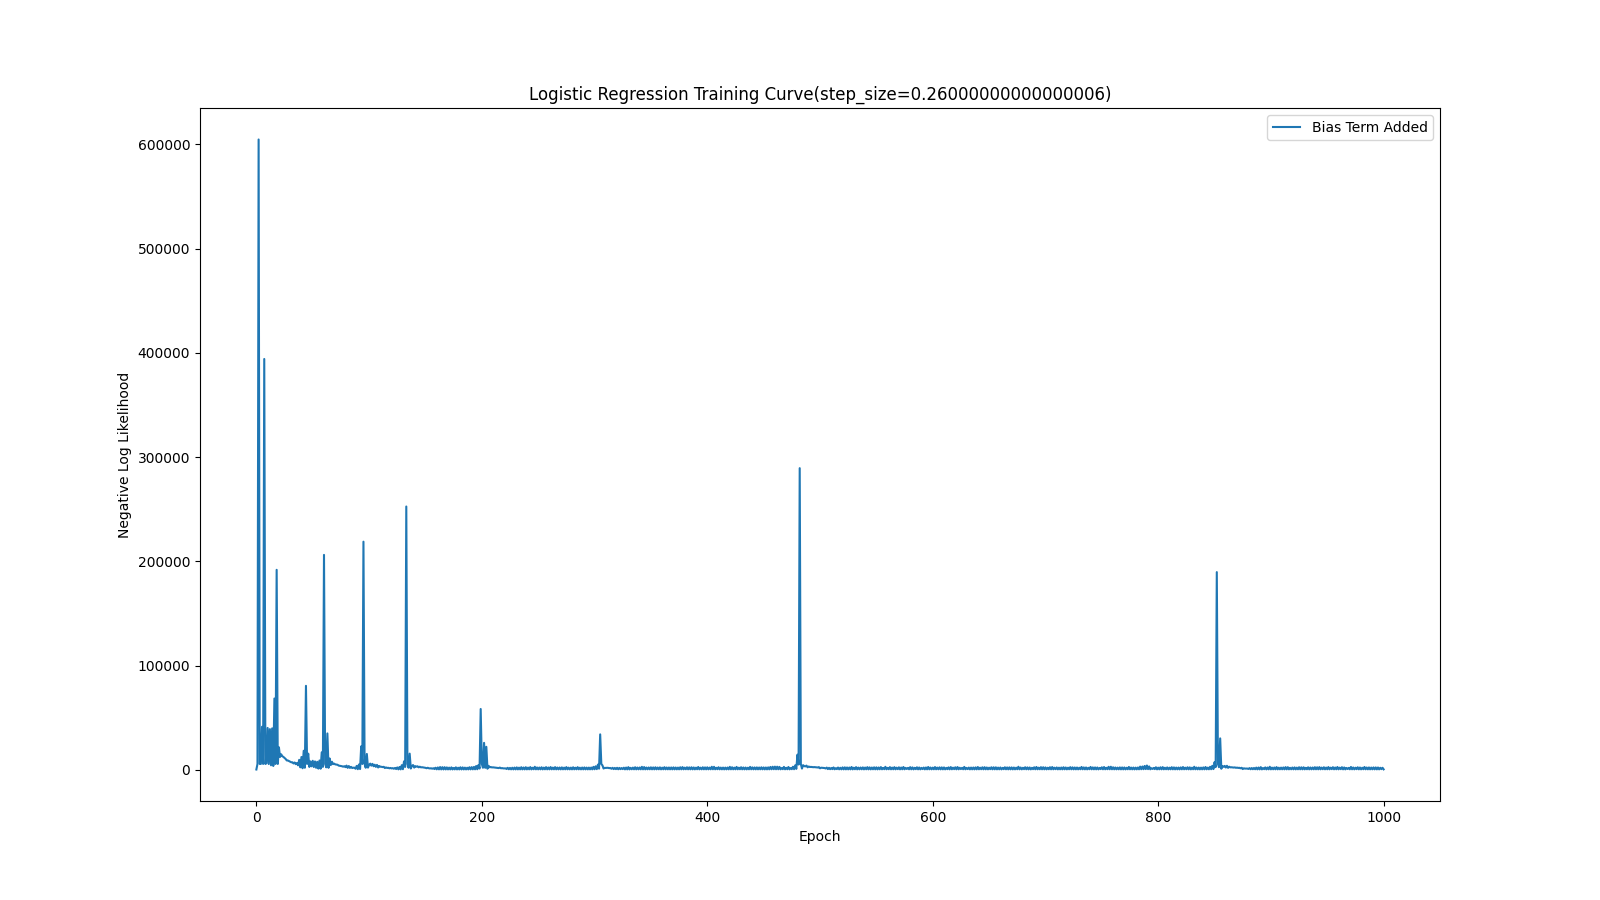 Logistic Regression Training Curve(step_size=0.26000000000000006)
Bias Term Added
600000
500000
400000
300000
200000
100000
0
Negative Log Likelihood
0 200 400 600 800 1000
Epoch